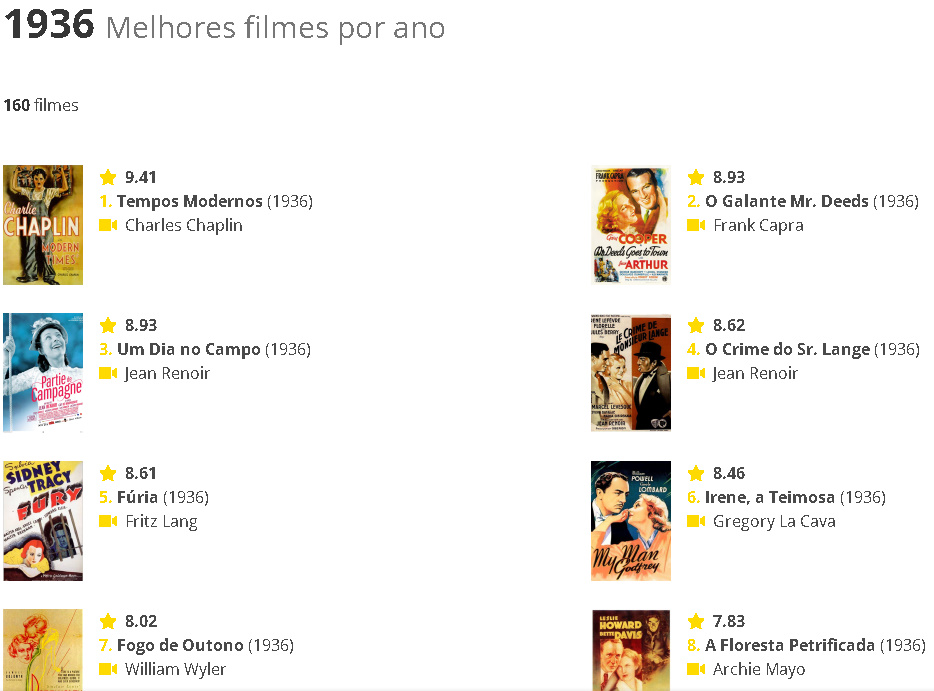 1936 Melhores filmes por ano
160 filmes
Charlie
CHAPLIN
MODERN
TIMES
9.41
1. Tempos Modernos (1936)
Charles Chaplin
FRANK CAPRA
Gary
COOPER
Mr. Deeds Goes to Town
Jean
ARTHUR
8.93
2. O Galante Mr. Deeds (1936)
Frank Capra
Partie de
Campagne
8.93
3. Um Dia no Campo (1936)
Jean Renoir
RENE LEFEVRE
FLORELLE
JULES BERRY
LE CRIME DE
MONSIEUR LANGE
MARCEL LEVESQUE
JEAN RENOIR
8.62
4. O Crime do Sr. Lange (1936)
Jean Renoir
Sylvia
SIDNEY
Spencer
TRACY
FURY
8.61
5. Fúria (1936)
Fritz Lang
William
POWELL
Carole
LOMBARD
My Man
Godfrey
8.46
6. Irene, a Teimosa (1936)
Gregory La Cava
8.02
7. Fogo de Outono (1936)
William Wyler
LESLIE
HOWARD
BETTE
DAVIS
7.83
8. A Floresta Petrificada (1936)
Archie Mayo